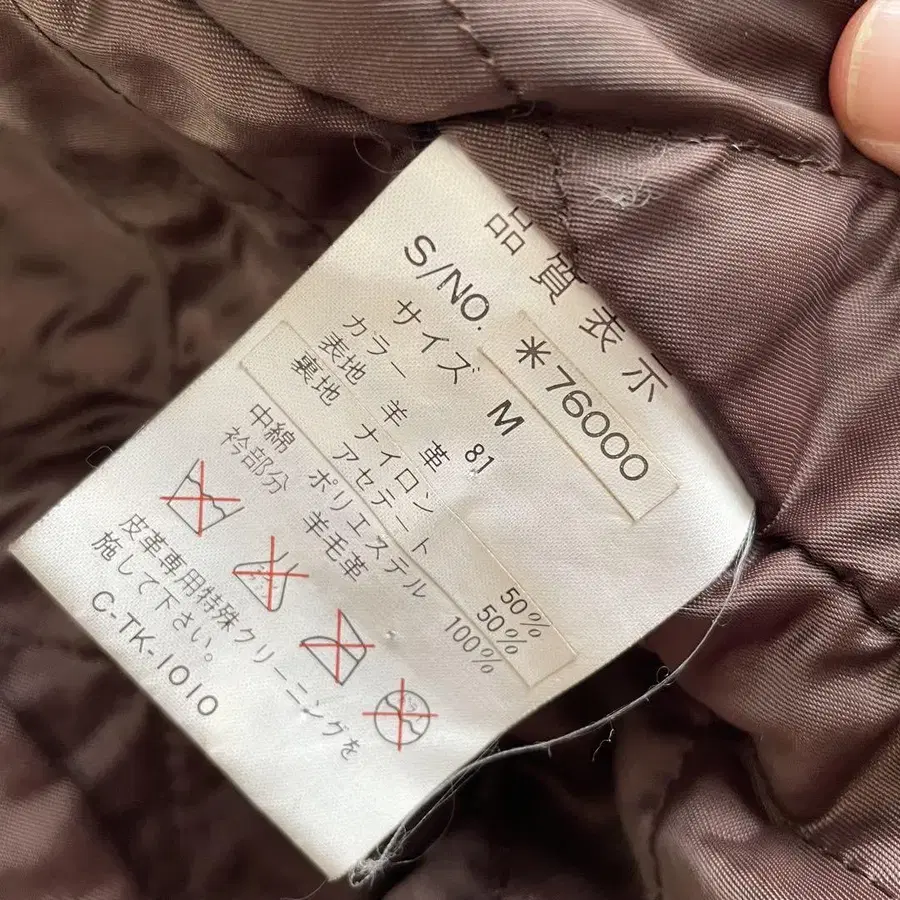 品質表示
S/NO. *76000
サイズ M
カラー 81
表地 羊革
裏地 ナイロン 50%
アセテート 50%
中綿 ポリエステル 100%
衿部分 羊毛革
皮革専用特殊クリーニングを
施して下さい。
C-TK-1010